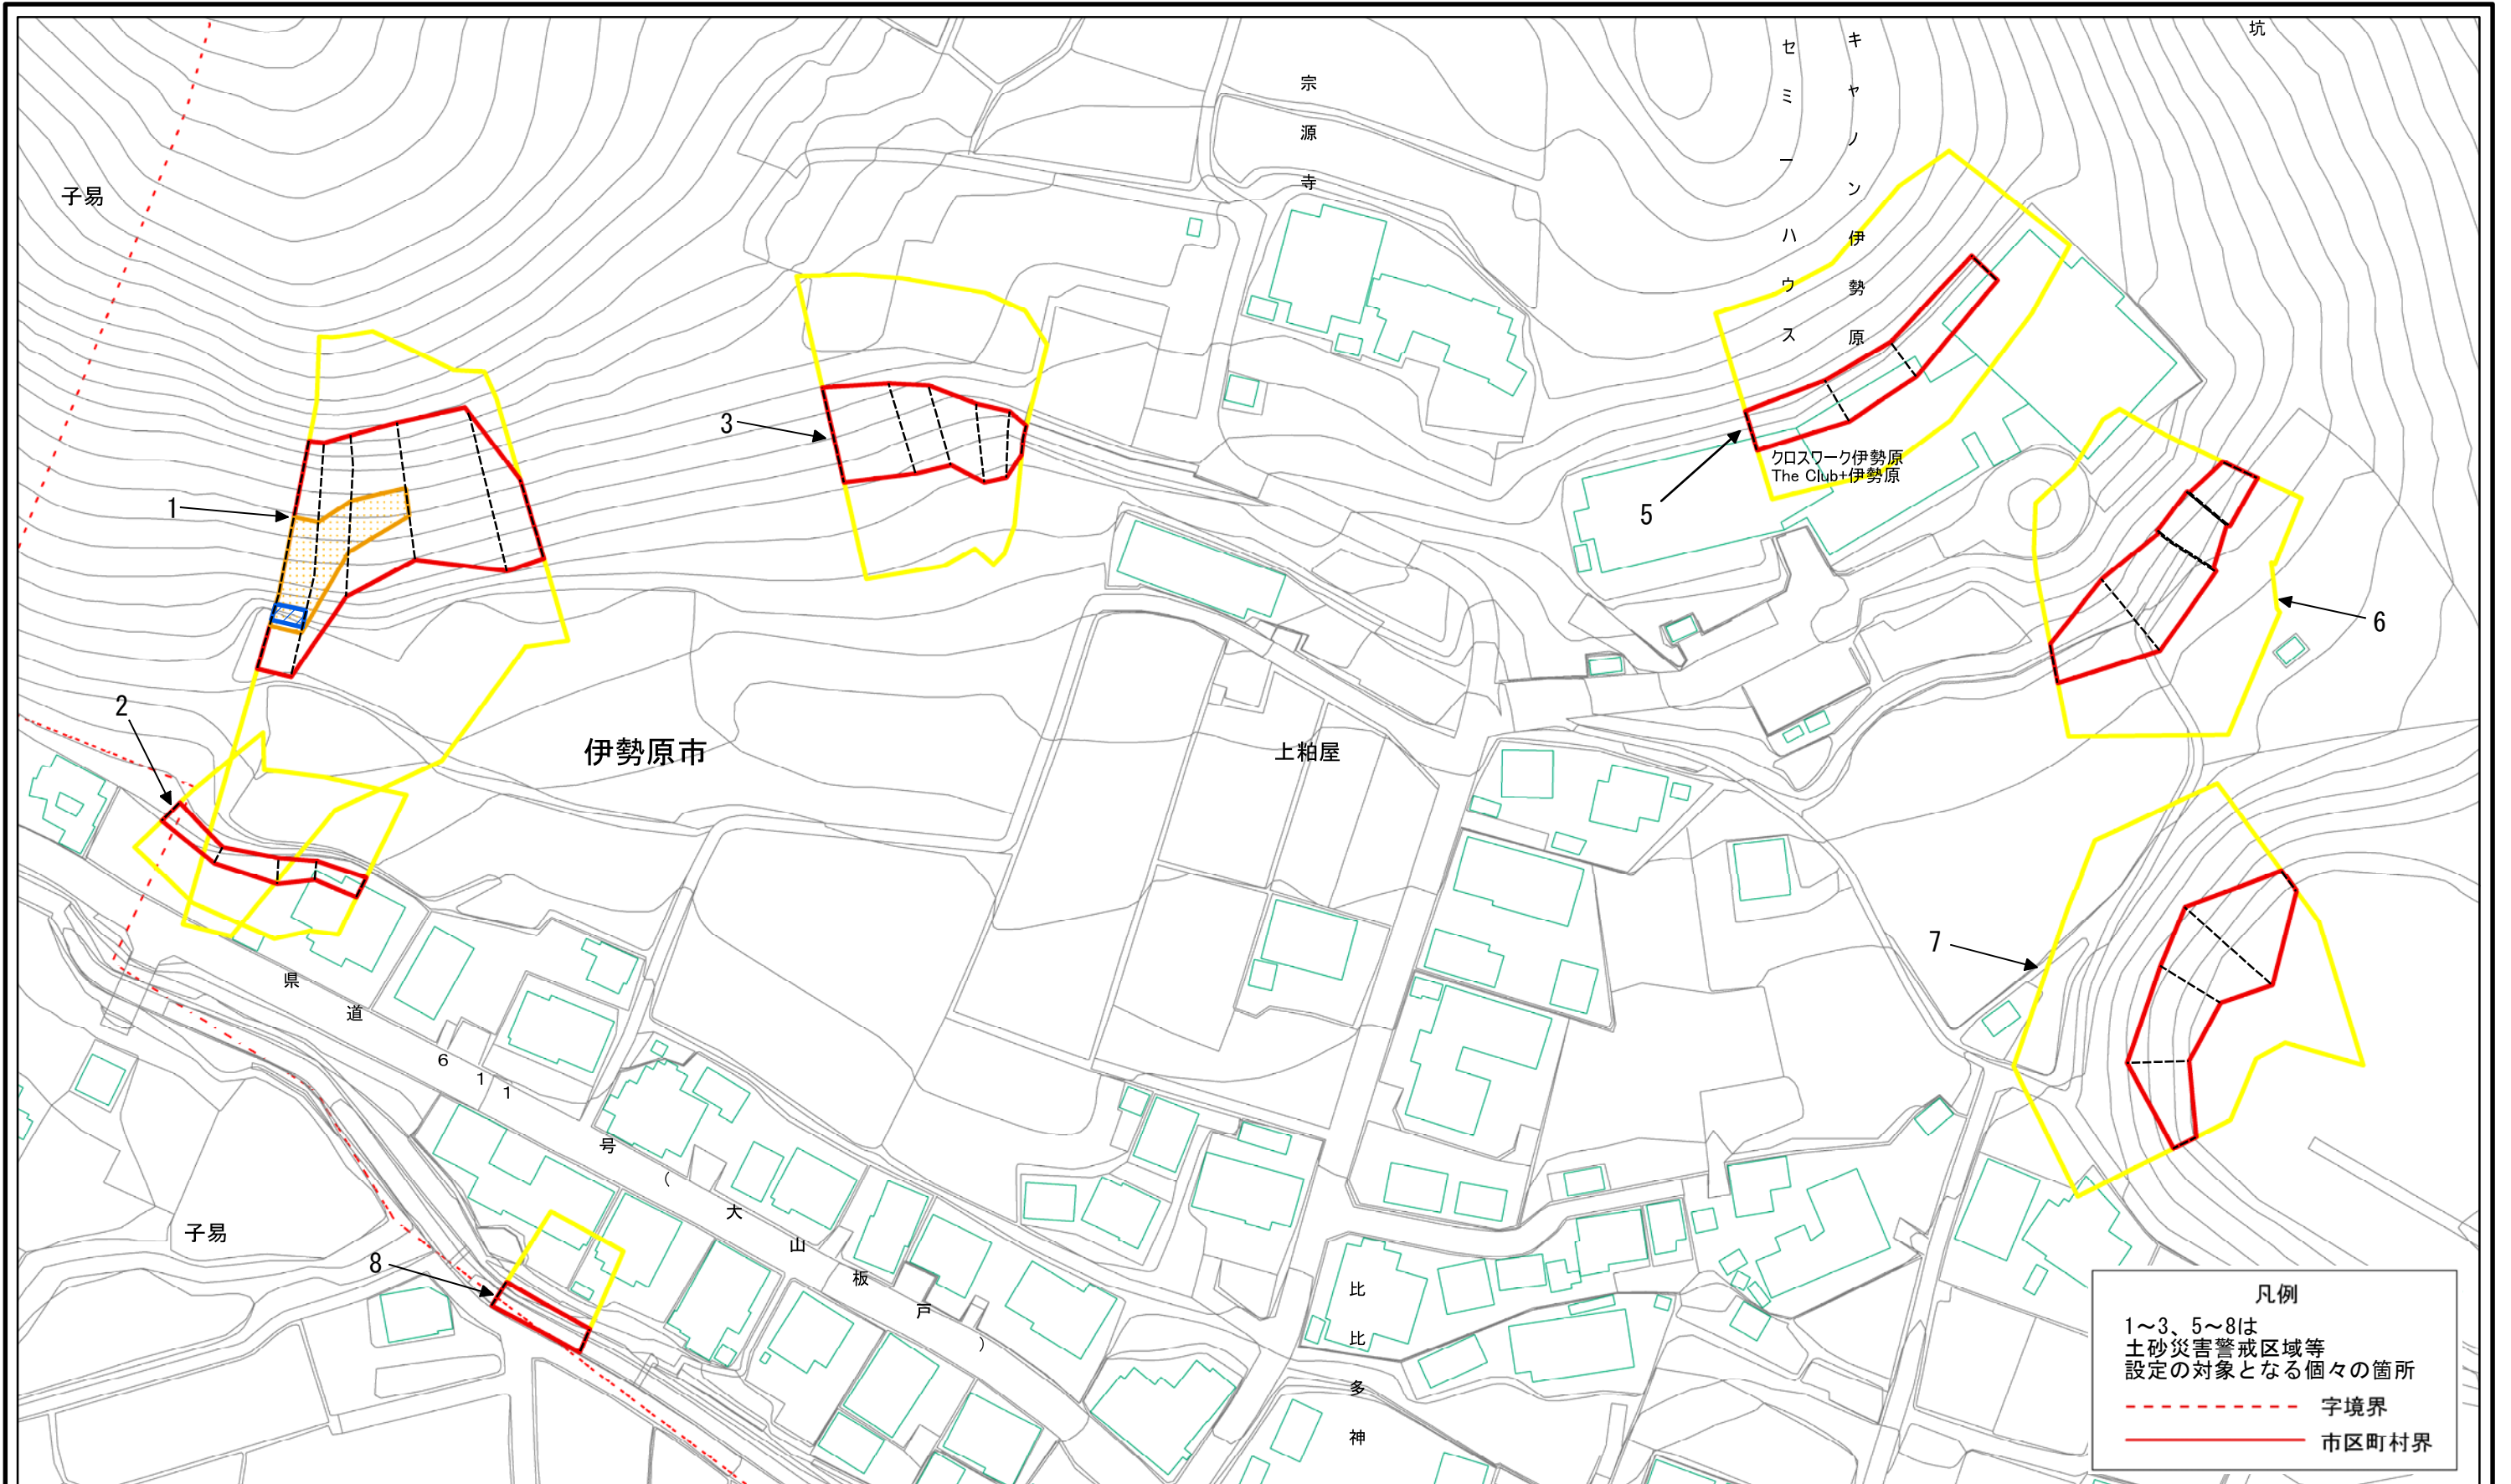 坑
キャノン伊勢原
セミーハウス
宗源寺
子易
1
2
3
5
クロスワーク伊勢原
The Club+伊勢原
6
伊勢原市
上粕屋
7
県道611号(大山板戸)
子易
8
比比多神
凡例
1～3、5～8は
土砂災害警戒区域等
設定の対象となる個々の箇所
字境界
市区町村界